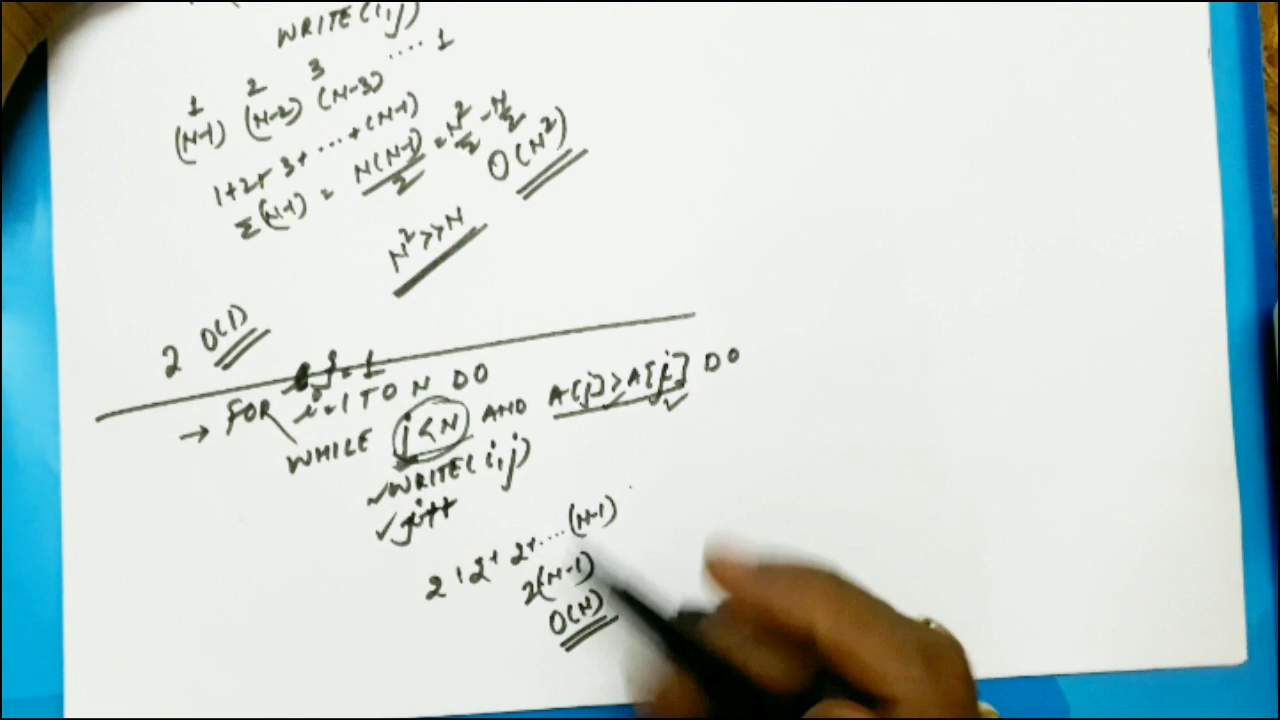 WRITE(i,j)
1 2 3
(N-1) (N-2) (N-3) .... 1
1+2+3+ ... +(N-1)
Σ(N-1) = N(N-1)/2 = N²/2 - N/2
O(N²)
N² >> N
2 O(1)
j=1
→ FOR i=1 TO N DO
WHILE j<N AND A[j]>A[j] DO
✓WRITE(i,j)
✓j++
2+2+2+....(N-1)
2(N-1)
O(N)